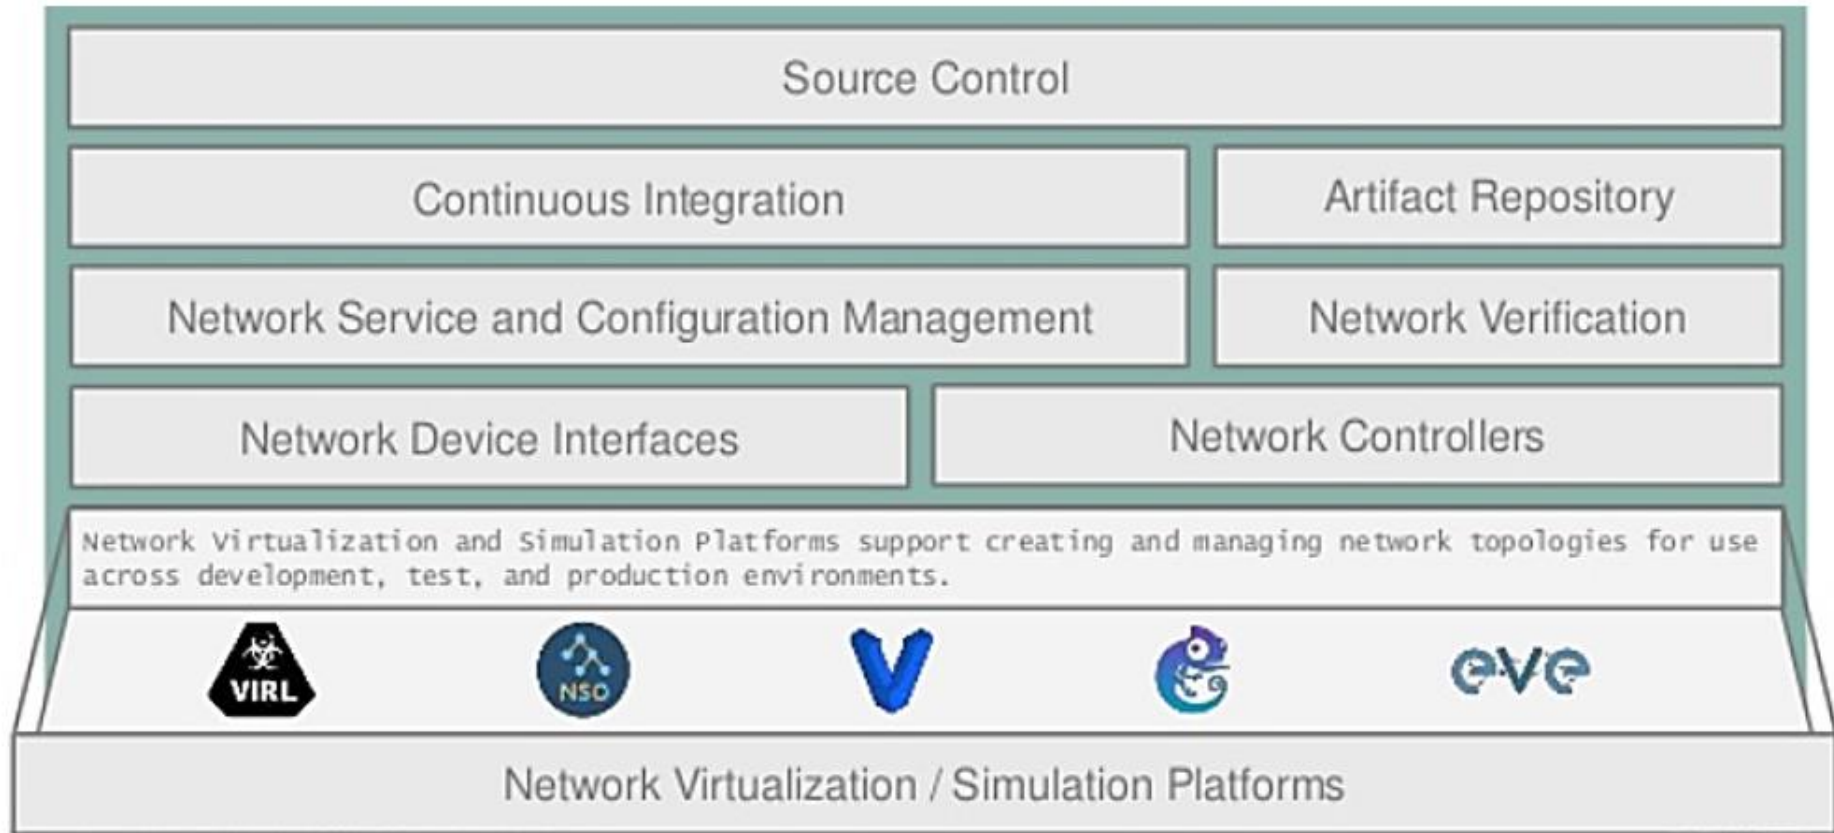 Source Control
Continuous Integration
Artifact Repository
Network Service and Configuration Management
Network Verification
Network Device Interfaces
Network Controllers
Network Virtualization and Simulation Platforms support creating and managing network topologies for use
across development, test, and production environments.
VIRL
NSO
V
eve
Network Virtualization / Simulation Platforms